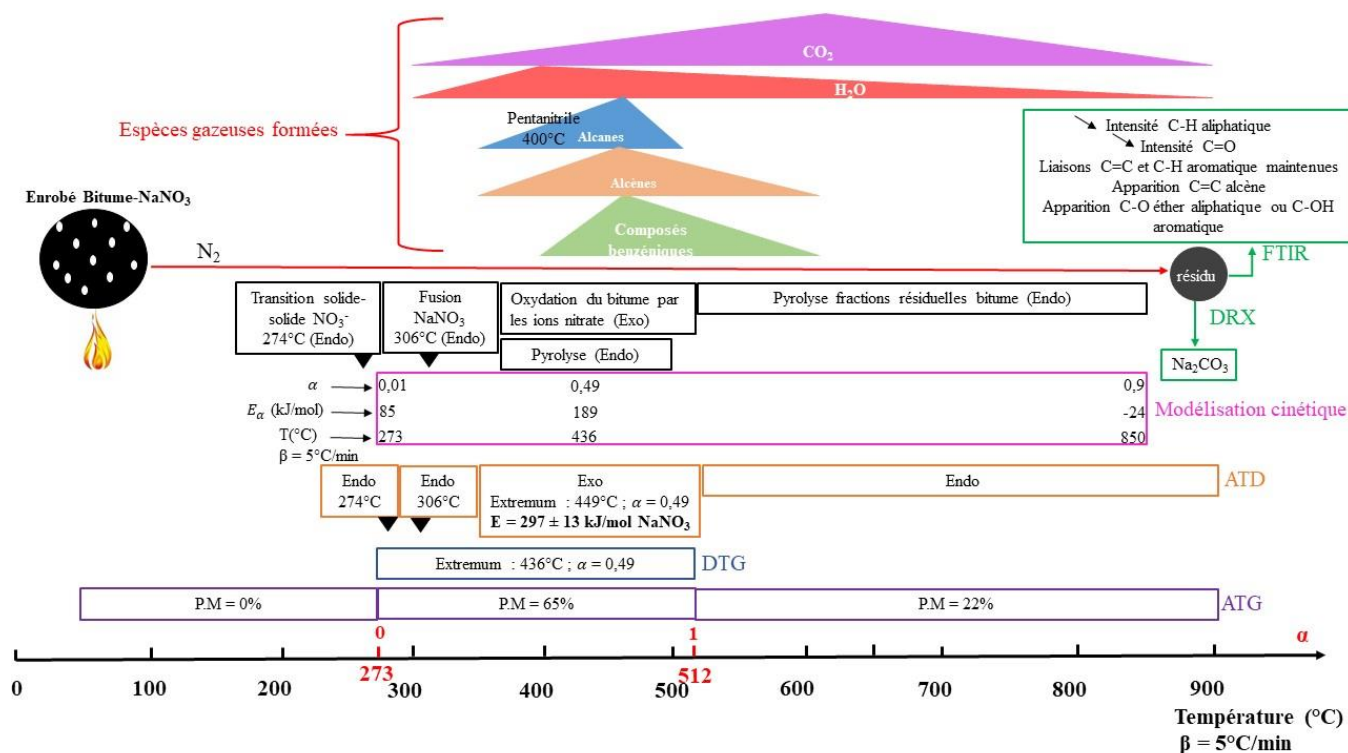 CO₂
H₂O
Espèces gazeuses formées
Pentanitrile
400°C
Alcanes
Alcènes
Composés
benzéniques
Intensité C-H aliphatique
Intensité C=O
Liaisons C=C et C-H aromatique maintenues
Apparition C=C alcène
Apparition C-O éther aliphatique ou C-OH
aromatique
Enrobé Bitume-NaNO₃
N₂
résidu
FTIR
DRX
Na₂CO₃
Transition solide-
solide NO₃⁻
274°C (Endo)
Fusion
NaNO₃
306°C (Endo)
Oxydation du bitume par
les ions nitrate (Exo)
Pyrolyse (Endo)
Pyrolyse fractions résiduelles bitume (Endo)
α 0,01 0,49 0,9
Eα (kJ/mol) 85 189 -24
Modélisation cinétique
T(°C) 273 436 850
β = 5°C/min
Endo
274°C
Endo
306°C
Exo
Extremum : 449°C ; α = 0,49
E = 297 ± 13 kJ/mol NaNO₃
Endo
ATD
Extremum : 436°C ; α = 0,49
DTG
P.M = 0%
P.M = 65%
P.M = 22%
ATG
0 1 α
273 512
0 100 200 300 400 500 600 700 800 900
Température (°C)
β = 5°C/min